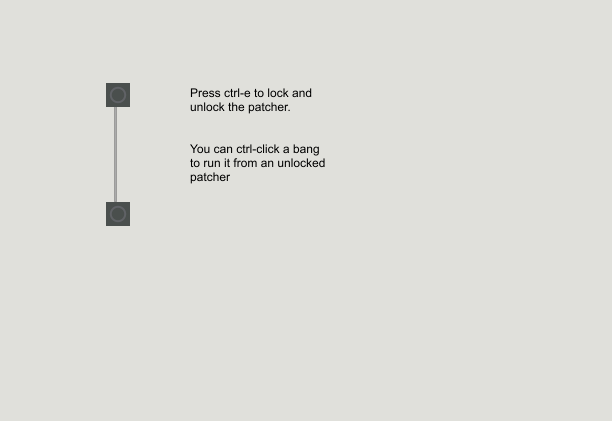 Press ctrl-e to lock and
unlock the patcher.
You can ctrl-click a bang
to run it from an unlocked
patcher